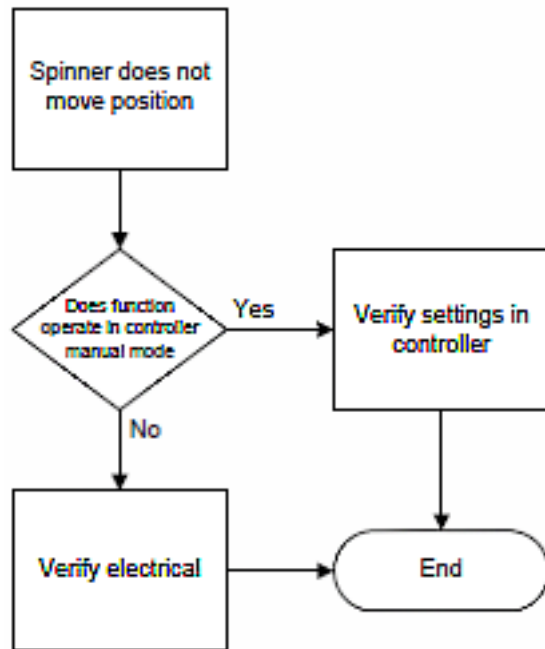 Spinner does not
move position
Does function
operate in controller
manual mode
Yes
Verify settings in
controller
No
Verify electrical
End